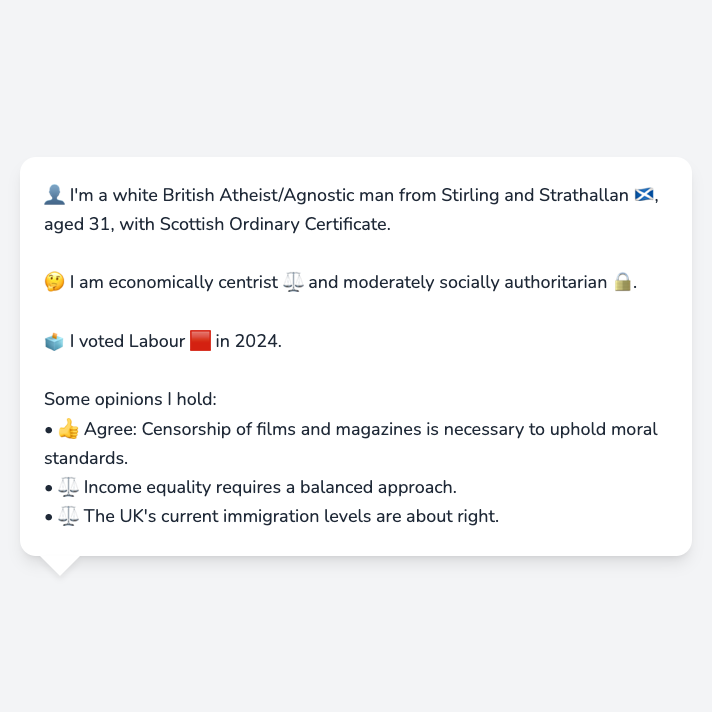 👤 I'm a white British Atheist/Agnostic man from Stirling and Strathallan 🏴󠁧󠁢󠁳󠁣󠁴󠁿,
aged 31, with Scottish Ordinary Certificate.
🤔 I am economically centrist ⚖️ and moderately socially authoritarian 🔒.
🗳️ I voted Labour 🟥 in 2024.
Some opinions I hold:
• 👍 Agree: Censorship of films and magazines is necessary to uphold moral
standards.
• ⚖️ Income equality requires a balanced approach.
• ⚖️ The UK's current immigration levels are about right.